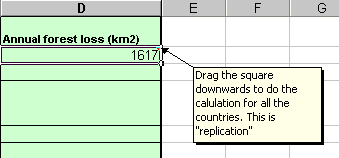 D E F G
Annual forest loss (km2)
1617
Drag the square
downwards to do the
calulation for all the
countries. This is
"replication"